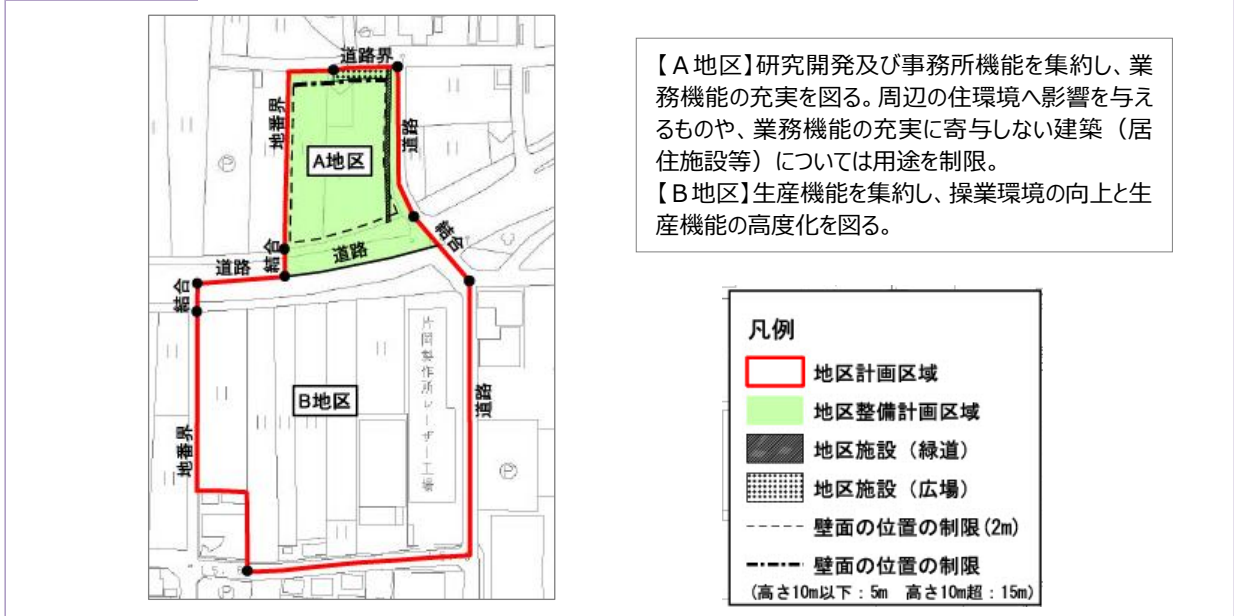 道路界
地番界
A地区
道路
結合
結合
道路
道路
結合
片岡製作所レーザー工場
B地区
道路
地番界
【A地区】研究開発及び事務所機能を集約し、業
務機能の充実を図る。周辺の住環境へ影響を与え
るものや、業務機能の充実に寄与しない建築（居
住施設等）については用途を制限。
【B地区】生産機能を集約し、操業環境の向上と生
産機能の高度化を図る。
凡例
地区計画区域
地区整備計画区域
地区施設（緑道）
地区施設（広場）
壁面の位置の制限(2m)
壁面の位置の制限
(高さ10m以下：5m 高さ10m超：15m)